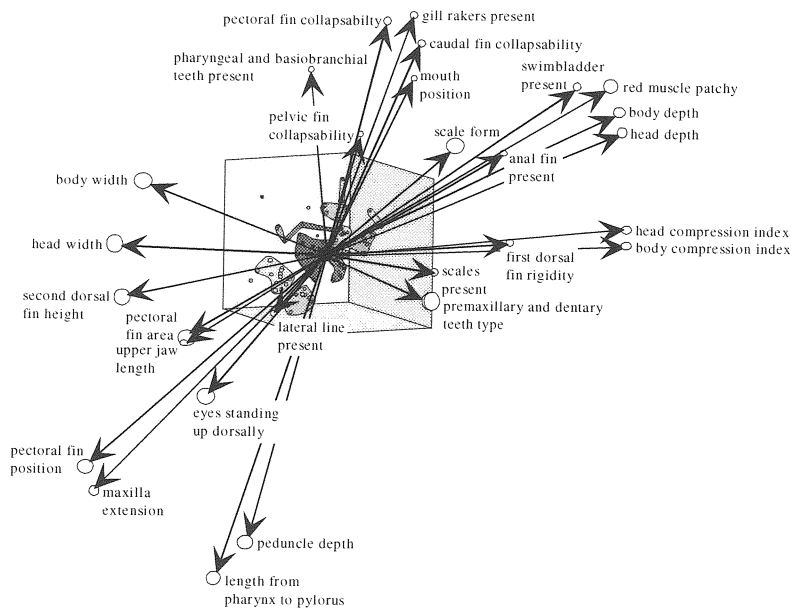 pectoral fin collapsabilty
gill rakers present
caudal fin collapsability
pharyngeal and basiobranchial
teeth present
mouth
position
swimbladder
present
red muscle patchy
pelvic fin
collapsability
scale form
body depth
head depth
anal fin
present
body width
head width
head compression index
body compression index
first dorsal
fin rigidity
second dorsal
fin height
scales
present
premaxillary and dentary
teeth type
pectoral
fin area
upper jaw
length
lateral line
present
eyes standing
up dorsally
pectoral fin
position
maxilla
extension
peduncle depth
length from
pharynx to pylorus